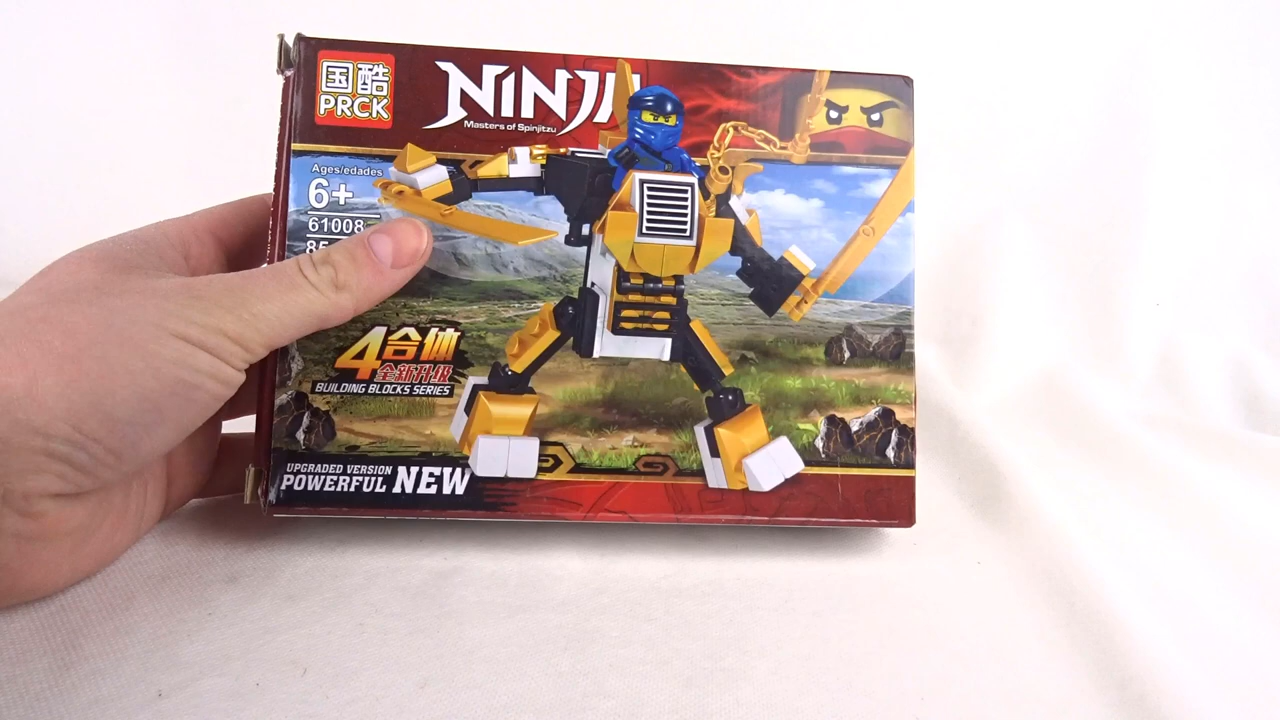 国酷
PRCK
NINJ
Masters of Spinjitzu
Ages/edades
6+
61008
4合体
全新升级
BUILDING BLOCKS SERIES
UPGRADED VERSION
POWERFUL NEW